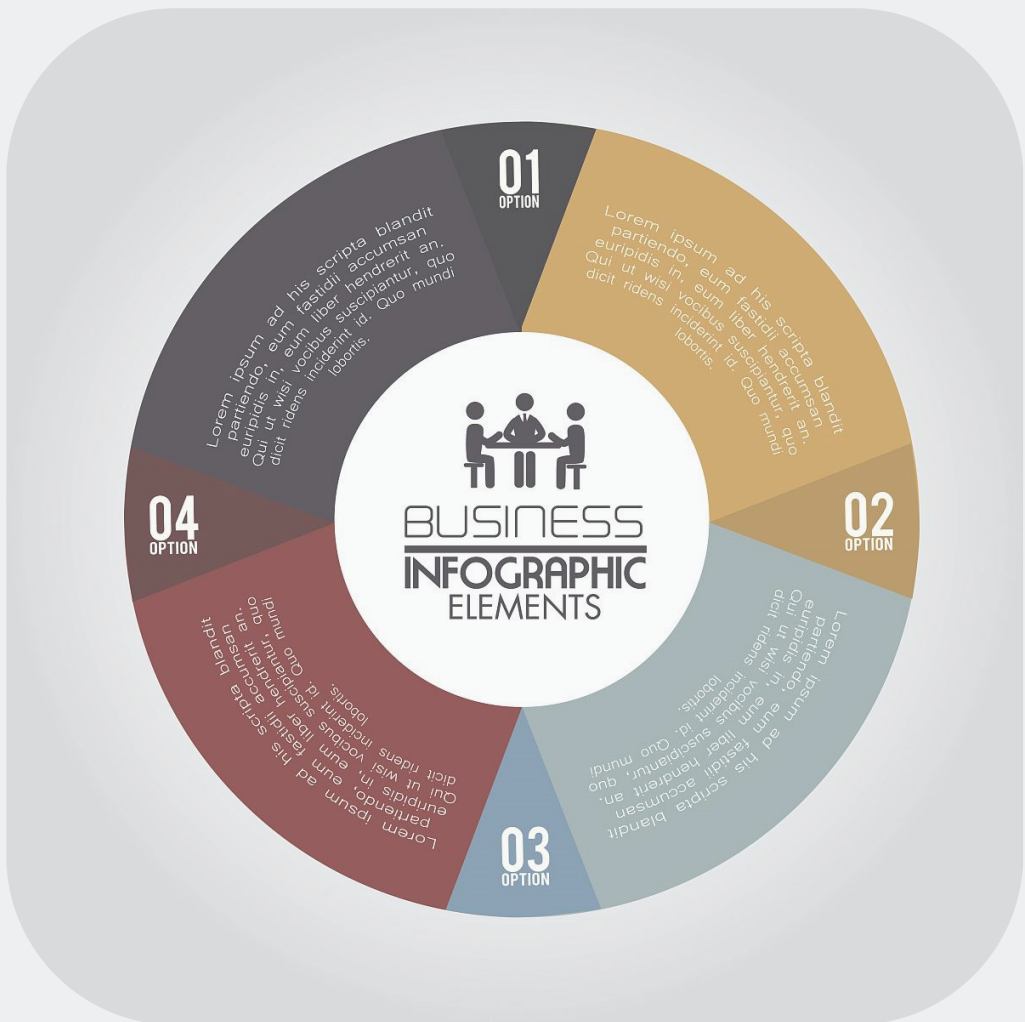 01
OPTION
Lorem ipsum ad his scripta blandit
partiendo, eum fastidii accumsan
euripidis in, eum liber hendrerit an.
Qui ut wisi vocibus suscipiantur, quo
dicit ridens inciderint id. Quo mundi
lobortis.
02
OPTION
Lorem ipsum ad his scripta blandit
partiendo, eum fastidii accumsan
euripidis in, eum liber hendrerit an.
Qui ut wisi vocibus suscipiantur, quo
dicit ridens inciderint id. Quo mundi
lobortis.
03
OPTION
Lorem ipsum ad his scripta blandit
partiendo, eum fastidii accumsan
euripidis in, eum liber hendrerit an.
Qui ut wisi vocibus suscipiantur, quo
dicit ridens inciderint id. Quo mundi
lobortis.
04
OPTION
Lorem ipsum ad his scripta blandit
partiendo, eum fastidii accumsan
euripidis in, eum liber hendrerit an.
Qui ut wisi vocibus suscipiantur, quo
dicit ridens inciderint id. Quo mundi
lobortis.
BUSINESS
INFOGRAPHIC
ELEMENTS